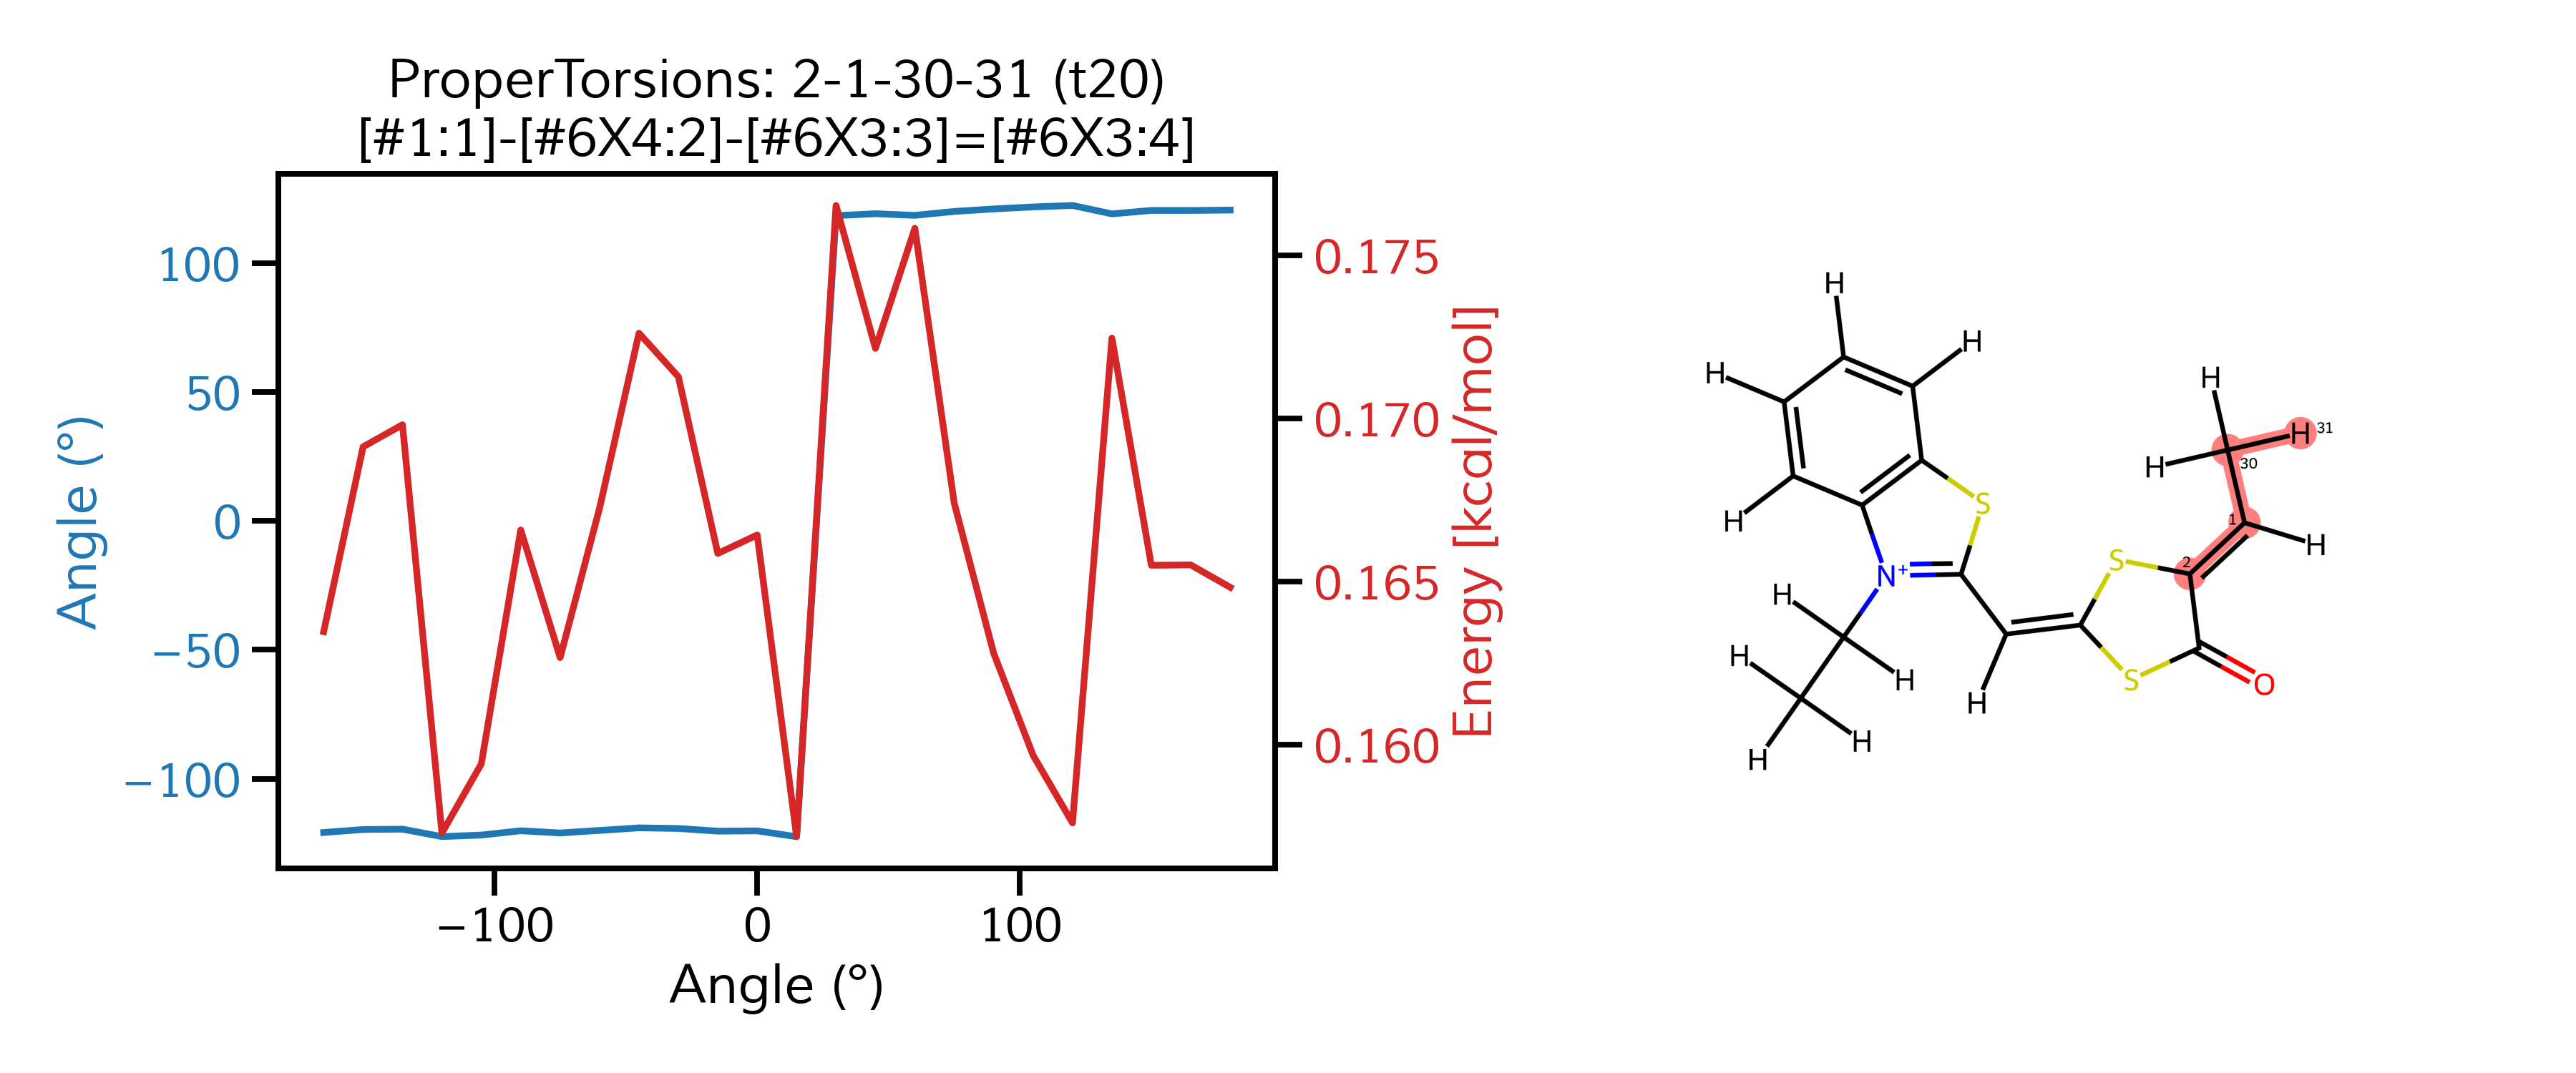 ProperTorsions: 2-1-30-31 (t20)
[#1:1]-[#6X4:2]-[#6X3:3]=[#6X3:4]
100
50
0
−50
−100
Angle (°)
0.175
0.170
0.165
0.160
Energy [kcal/mol]
−100
0
100
Angle (°)
H
H
H
H
H
H
31
30
H
S
1
H
H
2
S
N+
H
H
H
S
O
H
H
H